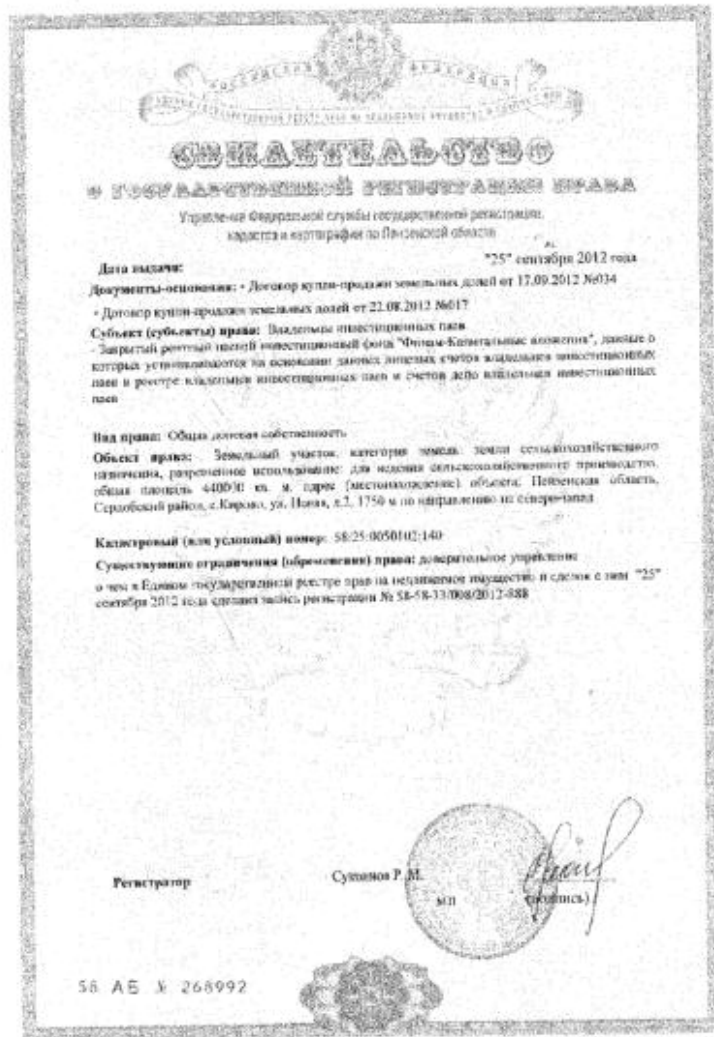 РОССИЙСКАЯ ФЕДЕРАЦИЯ
СВИДЕТЕЛЬСТВО
О ГОСУДАРСТВЕННОЙ РЕГИСТРАЦИИ ПРАВА
Управление Федеральной службы государственной регистрации,
кадастра и картографии по Пензенской области
Дата выдачи: "25" сентября 2012 года
Документы-основания: • Договор купли-продажи земельных долей от 17.09.2012 №034
• Договор купли-продажи земельных долей от 22.08.2012 №017
Субъект (субъекты) права: Владельцы инвестиционных паев
- Закрытый рентный паевой инвестиционный фонд "Финам-Капитальные вложения", данные о
которых устанавливаются на основании данных лицевых счетов владельцев инвестиционных
паев в реестре владельцев инвестиционных паев и счетов депо владельцев инвестиционных
паев
Вид права: Общая долевая собственность
Объект права: Земельный участок, категория земель: земли сельскохозяйственного
назначения, разрешенное использование: для ведения сельскохозяйственного производства,
общая площадь 440000 кв. м, адрес (местонахождение) объекта: Пензенская область,
Сердобский район, с.Кирово, ул. Новая, д.2, 1750 м по направлению на северо-запад
Кадастровый (или условный) номер: 58:25:0050102:140
Существующие ограничения (обременения) права: доверительное управление
о чем в Едином государственном реестре прав на недвижимое имущество и сделок с ним "25"
сентября 2012 года сделана запись регистрации № 58-58-33/008/2012-888
Регистратор
Р. М.
м.п.
(подпись)
58 АБ № 268992